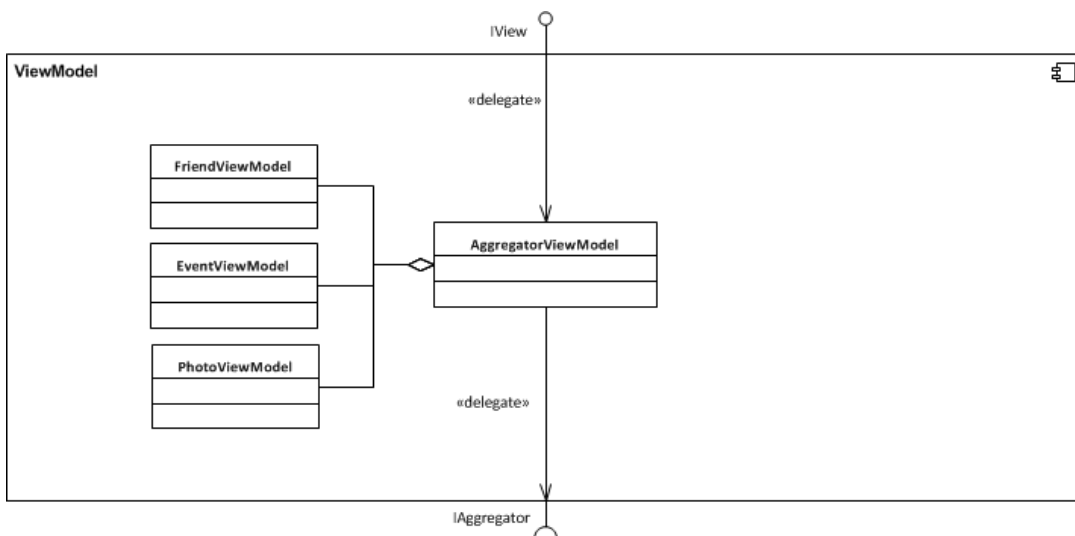 IView
ViewModel
«delegate»
FriendViewModel
AggregatorViewModel
EventViewModel
PhotoViewModel
«delegate»
IAggregator